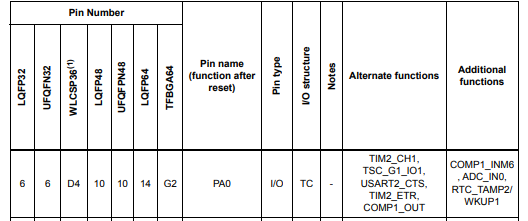 Pin Number
LQFP32
UFQFN32
WLCSP36(1)
LQFP48
UFQFPN48
LQFP64
TFBGA64
Pin name
(function after
reset)
Pin type
I/O structure
Notes
Alternate functions
Additional
functions
6
6
D4
10
10
14
G2
PA0
I/O
TC
-
TIM2_CH1,
TSC_G1_IO1,
USART2_CTS,
TIM2_ETR,
COMP1_OUT
COMP1_INM6
, ADC_IN0,
RTC_TAMP2/
WKUP1